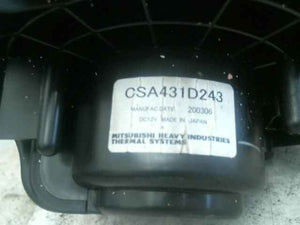 CSA431D243
MANUFAC.DATE 200306
DC12V MADE IN JAPAN
MITSUBISHI HEAVY INDUSTRIES
THERMAL SYSTEMS